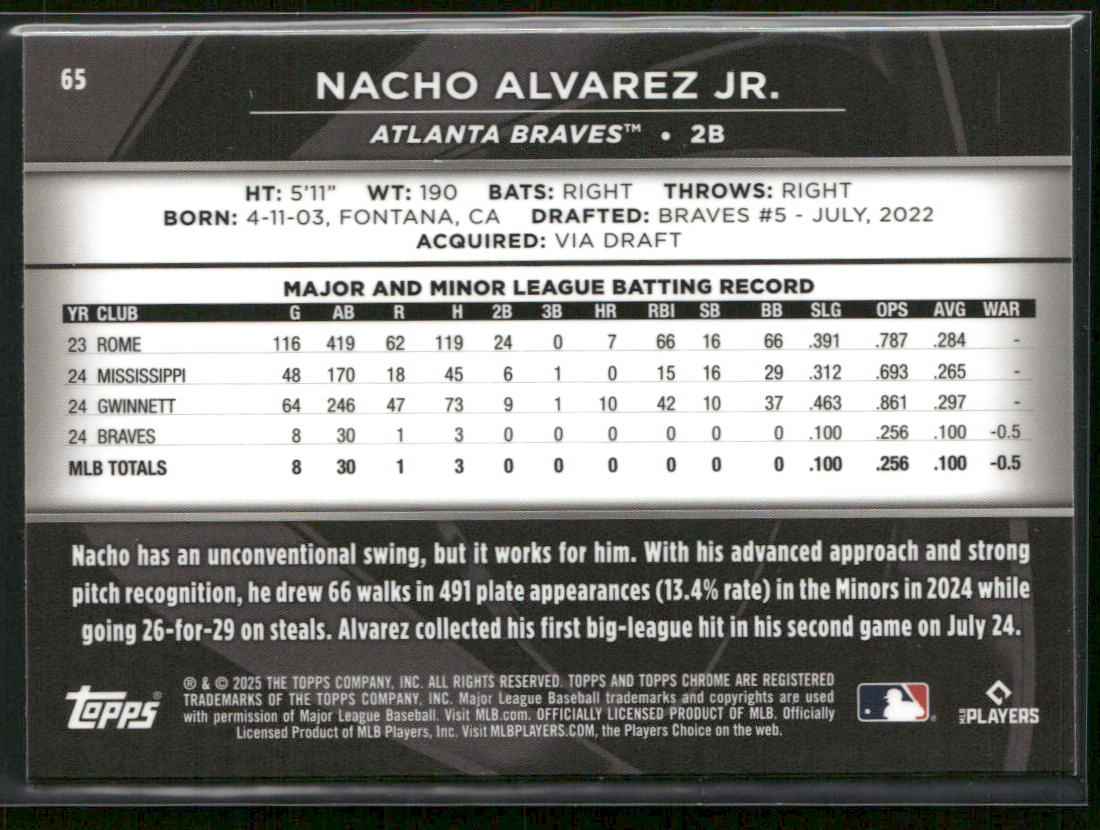 65
NACHO ALVAREZ JR.
ATLANTA BRAVES™ • 2B
HT: 5'11" WT: 190 BATS: RIGHT THROWS: RIGHT
BORN: 4-11-03, FONTANA, CA DRAFTED: BRAVES #5 - JULY, 2022
ACQUIRED: VIA DRAFT
MAJOR AND MINOR LEAGUE BATTING RECORD
YR CLUB G AB R H 2B 3B HR RBI SB BB SLG OPS AVG WAR
23 ROME 116 419 62 119 24 0 7 66 16 66 .391 .787 .284 -
24 MISSISSIPPI 48 170 18 45 6 1 0 15 16 29 .312 .693 .265 -
24 GWINNETT 64 246 47 73 9 1 10 42 10 37 .463 .861 .297 -
24 BRAVES 8 30 1 3 0 0 0 0 0 0 .100 .256 .100 -0.5
MLB TOTALS 8 30 1 3 0 0 0 0 0 0 .100 .256 .100 -0.5
Nacho has an unconventional swing, but it works for him. With his advanced approach and strong
pitch recognition, he drew 66 walks in 491 plate appearances (13.4% rate) in the Minors in 2024 while
going 26-for-29 on steals. Alvarez collected his first big-league hit in his second game on July 24.
Topps®
® & © 2025 THE TOPPS COMPANY, INC. ALL RIGHTS RESERVED. TOPPS AND TOPPS CHROME ARE REGISTERED
TRADEMARKS OF THE TOPPS COMPANY, INC. Major League Baseball trademarks and copyrights are used
with permission of Major League Baseball. Visit MLB.com. OFFICIALLY LICENSED PRODUCT OF MLB. Officially
Licensed Product of MLB Players, Inc. Visit MLBPLAYERS.COM, the Players Choice on the web.
MLB PLAYERS